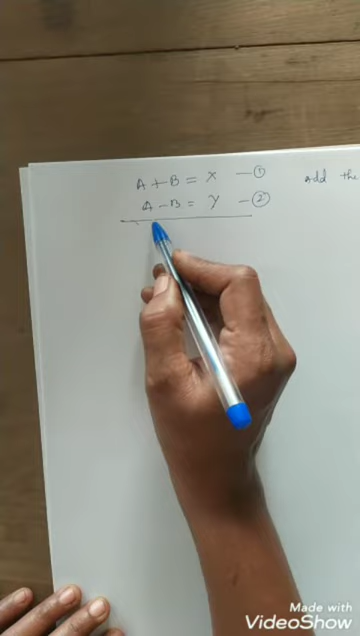 A + B = X — ①
add the
A - B = Y — ②
Made with
VideoShow